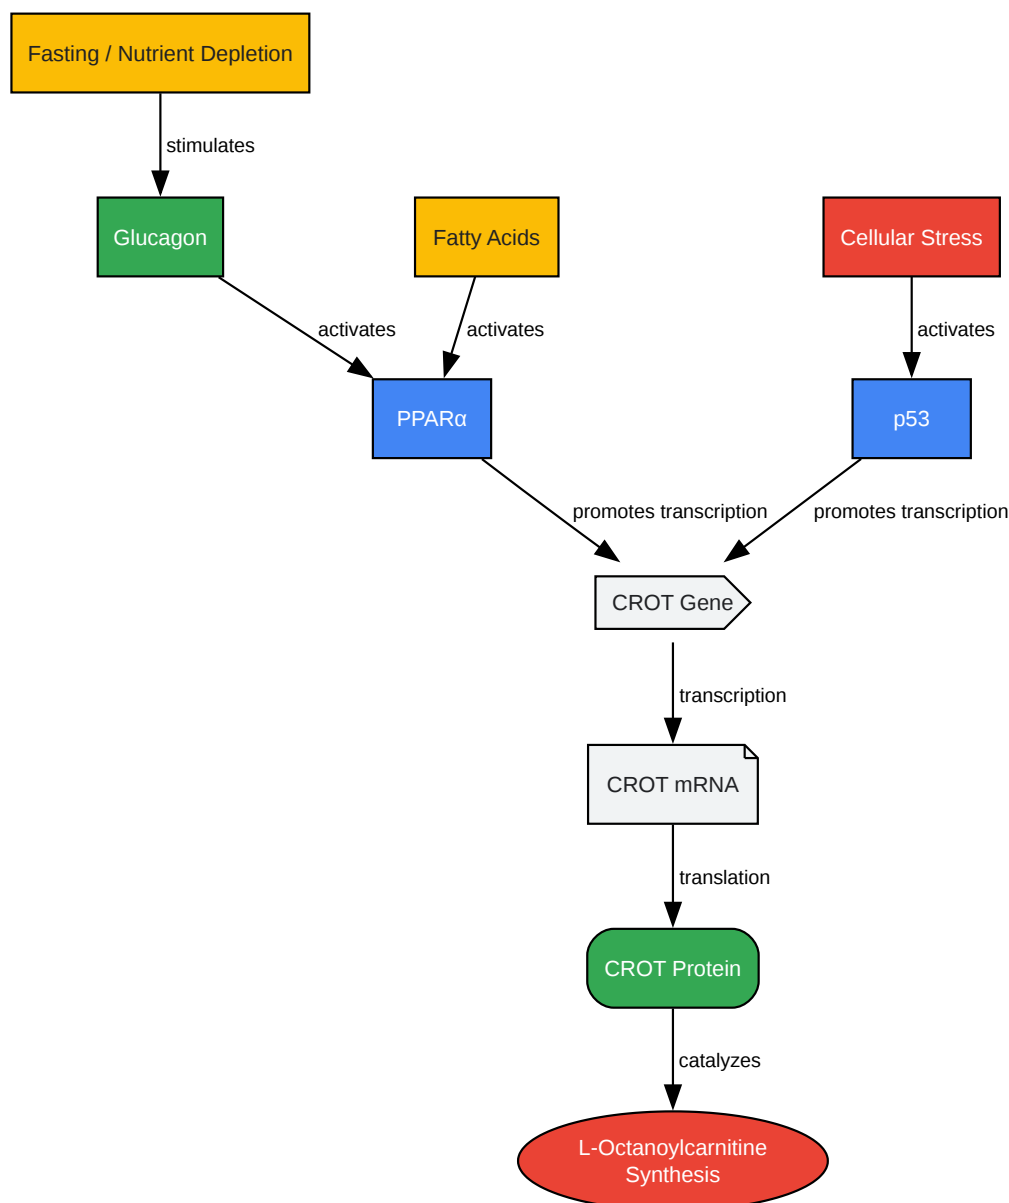 Fasting / Nutrient Depletion
stimulates
Glucagon
Fatty Acids
Cellular Stress
activates
activates
activates
PPARα
p53
promotes transcription
promotes transcription
CROT Gene
transcription
CROT mRNA
translation
CROT Protein
catalyzes
L-Octanoylcarnitine
Synthesis